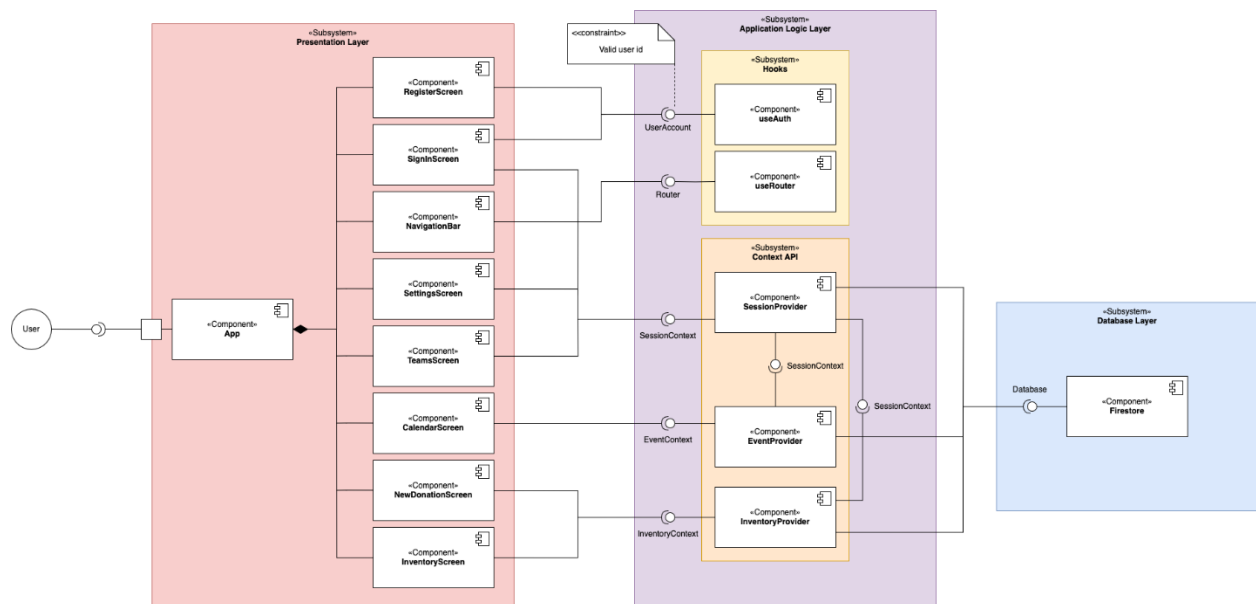 «Subsystem»
Presentation Layer
«Component»
RegisterScreen
«Component»
SignInScreen
«Component»
NavigationBar
«Component»
SettingsScreen
«Component»
TeamsScreen
«Component»
CalendarScreen
«Component»
NewDonationScreen
«Component»
InventoryScreen
User
«Component»
App
<<constraint>>
Valid user id
«Subsystem»
Application Logic Layer
«Subsystem»
Hooks
«Component»
useAuth
«Component»
useRouter
UserAccount
Router
«Subsystem»
Context API
«Component»
SessionProvider
SessionContext
SessionContext
SessionContext
«Component»
EventProvider
EventContext
«Component»
InventoryProvider
InventoryContext
«Subsystem»
Database Layer
Database
«Component»
Firestore